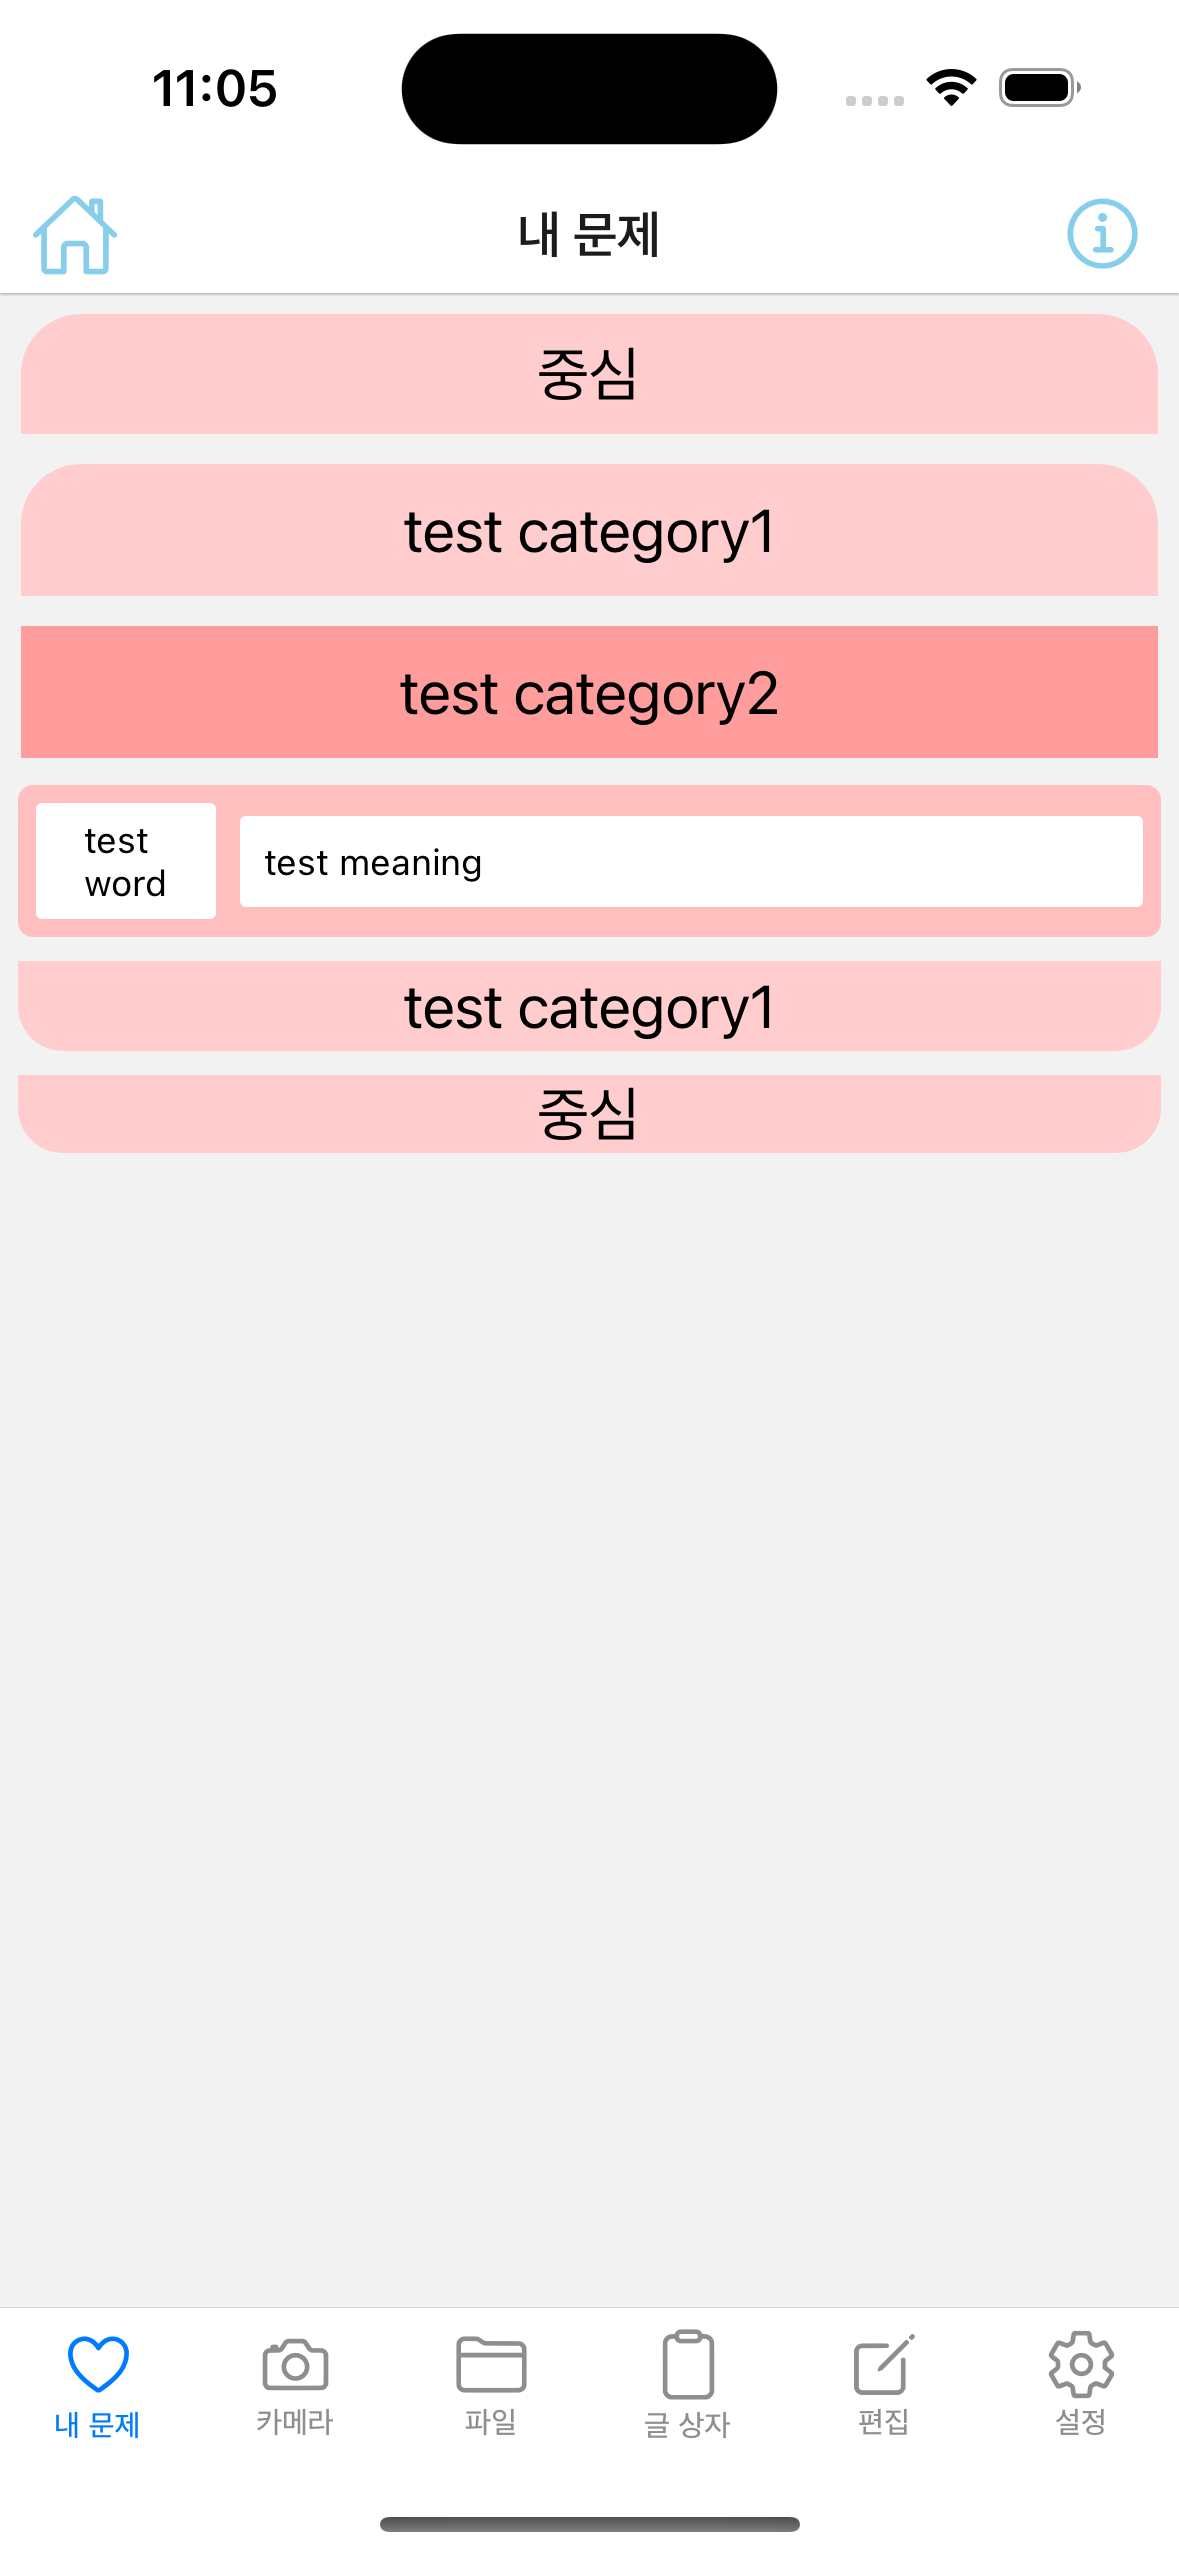 11:05
내 문제
중심
test category1
test category2
test
word
test meaning
test category1
중심
내 문제
카메라
파일
글 상자
편집
설정